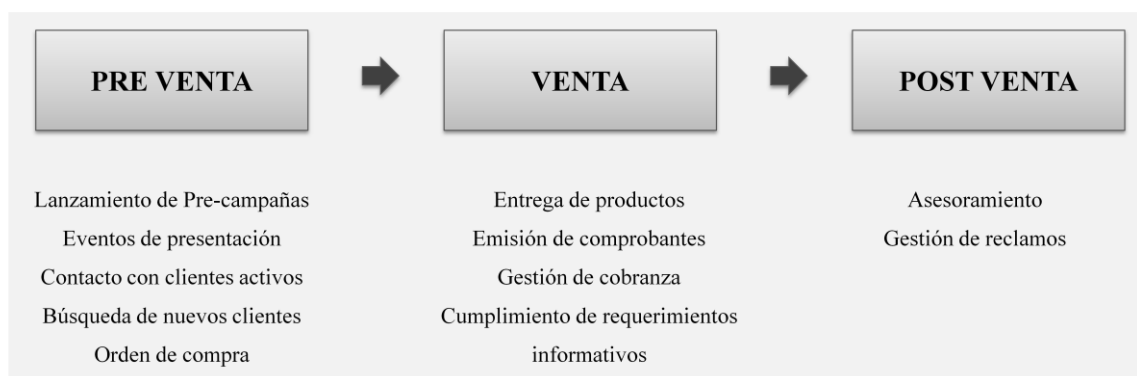 PRE VENTA
VENTA
POST VENTA
Lanzamiento de Pre-campañas
Eventos de presentación
Contacto con clientes activos
Búsqueda de nuevos clientes
Orden de compra
Entrega de productos
Emisión de comprobantes
Gestión de cobranza
Cumplimiento de requerimientos
informativos
Asesoramiento
Gestión de reclamos